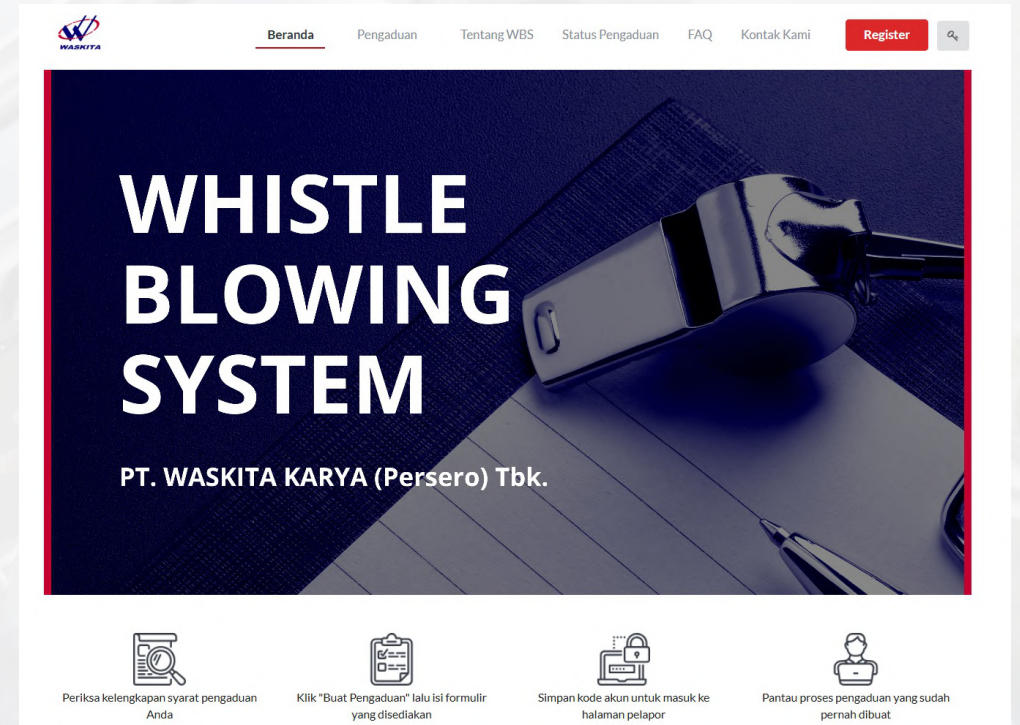 WASKITA
Beranda
Pengaduan
Tentang WBS
Status Pengaduan
FAQ
Kontak Kami
Register
WHISTLE
BLOWING
SYSTEM
PT. WASKITA KARYA (Persero) Tbk.
Periksa kelengkapan syarat pengaduan
Anda
Klik "Buat Pengaduan" lalu isi formulir
yang disediakan
Simpan kode akun untuk masuk ke
halaman pelapor
Pantau proses pengaduan yang sudah
pernah dibuat